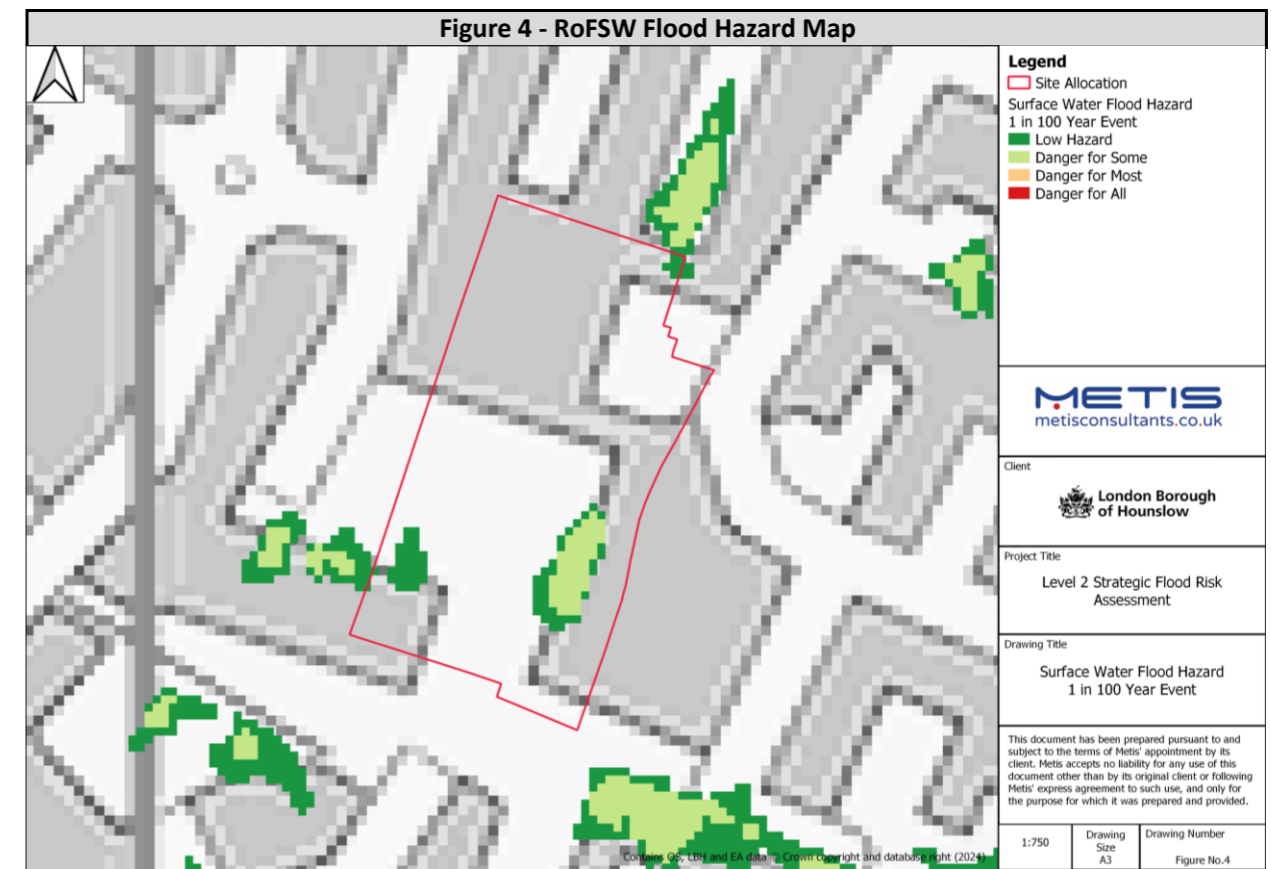 Figure 4 - RoFSW Flood Hazard Map
Legend
Site Allocation
Surface Water Flood Hazard
1 in 100 Year Event
Low Hazard
Danger for Some
Danger for Most
Danger for All
METIS
metisconsultants.co.uk
Client
London Borough
of Hounslow
Project Title
Level 2 Strategic Flood Risk
Assessment
Drawing Title
Surface Water Flood Hazard
1 in 100 Year Event
This document has been prepared pursuant to and
subject to the terms of Metis' appointment by its
client. Metis accepts no liability for any use of this
document other than by its original client or following
Metis' express agreement to such use, and only for
the purpose for which it was prepared and provided.
1:750
Drawing
Size
A3
Drawing Number
Figure No.4
Contains OS, LBH and EA data © Crown copyright and database right (2024)